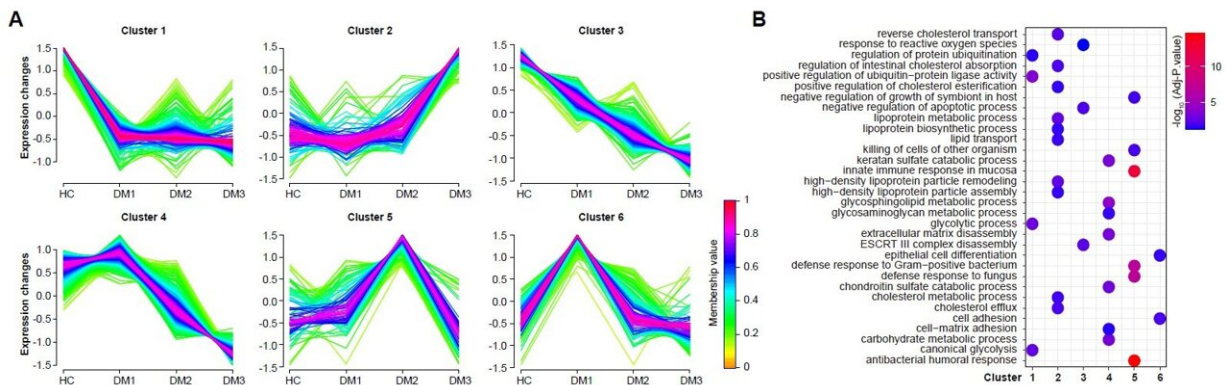 A
Cluster 1
Cluster 2
Cluster 3
Expression changes
1.5
1.0
0.5
0.0
-0.5
-1.0
HC DM1 DM2 DM3
1.5
1.0
0.5
0.0
-0.5
-1.0
-1.5
HC DM1 DM2 DM3
1.5
1.0
0.5
0.0
-0.5
-1.0
-1.5
HC DM1 DM2 DM3
Cluster 4
Cluster 5
Cluster 6
Expression changes
1.0
0.5
0.0
-0.5
-1.0
-1.5
HC DM1 DM2 DM3
1.5
1.0
0.5
0.0
-0.5
-1.0
-1.5
HC DM1 DM2 DM3
1.5
1.0
0.5
0.0
-0.5
-1.0
-1.5
HC DM1 DM2 DM3
Membership value
1
0.8
0.6
0.4
0.2
0
B
reverse cholesterol transport
response to reactive oxygen species
regulation of protein ubiquitination
regulation of intestinal cholesterol absorption
positive regulation of ubiquitin−protein ligase activity
positive regulation of cholesterol esterification
negative regulation of growth of symbiont in host
negative regulation of apoptotic process
lipoprotein metabolic process
lipoprotein biosynthetic process
lipid transport
killing of cells of other organism
keratan sulfate catabolic process
innate immune response in mucosa
high−density lipoprotein particle remodeling
high−density lipoprotein particle assembly
glycosphingolipid metabolic process
glycosaminoglycan metabolic process
glycolytic process
extracellular matrix disassembly
ESCRT III complex disassembly
epithelial cell differentiation
defense response to Gram−positive bacterium
defense response to fungus
chondroitin sulfate catabolic process
cholesterol metabolic process
cholesterol efflux
cell adhesion
cell−matrix adhesion
carbohydrate metabolic process
canonical glycolysis
antibacterial humoral response
Cluster 1 2 3 4 5 6
-log10 (Adj-P.value)
10
5